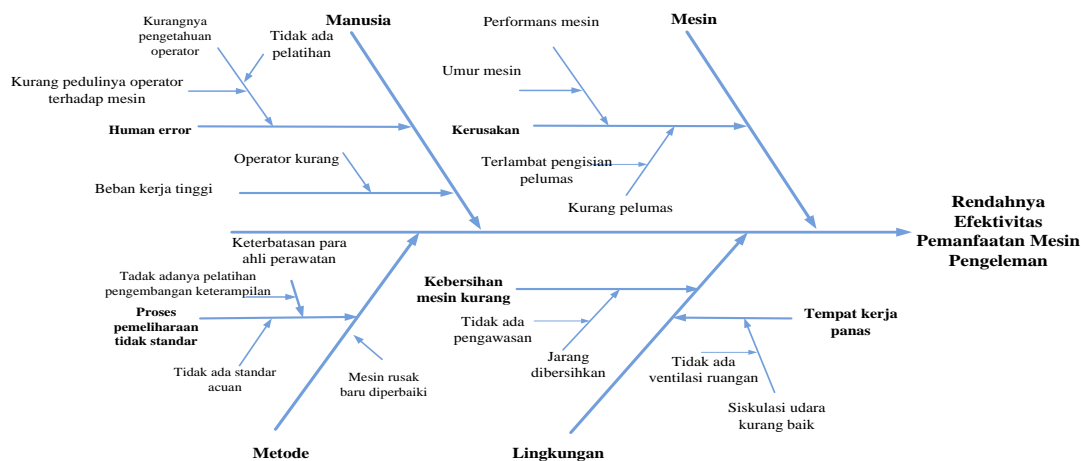 Manusia
Kurangnya
pengetahuan
operator
Tidak ada
pelatihan
Kurang pedulinya operator
terhadap mesin
Human error
Operator kurang
Beban kerja tinggi
Mesin
Performans mesin
Umur mesin
Kerusakan
Terlambat pengisian
pelumas
Kurang pelumas
Rendahnya
Efektivitas
Pemanfaatan Mesin
Pengeleman
Keterbatasan para
ahli perawatan
Tadak adanya pelatihan
pengembangan keterampilan
Proses
pemeliharaan
tidak standar
Tidak ada standar
acuan
Mesin rusak
baru diperbaiki
Metode
Kebersihan
mesin kurang
Tidak ada
pengawasan
Jarang
dibersihkan
Tempat kerja
panas
Tidak ada
ventilasi ruangan
Siskulasi udara
kurang baik
Lingkungan